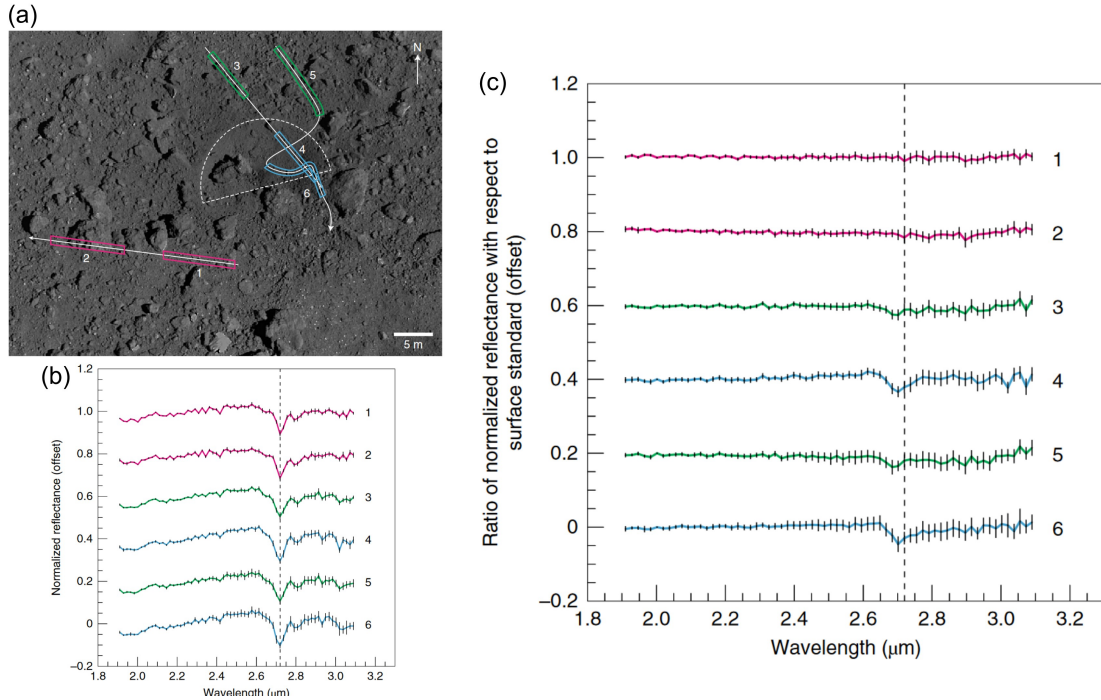 (a)
N
3
5
4
6
2
1
5 m
(b)
Normalized reflectance (offset)
1.2
1.0
0.8
0.6
0.4
0.2
0
–0.2
1
2
3
4
5
6
1.8 2.0 2.2 2.4 2.6 2.8 3.0 3.2
Wavelength (µm)
(c)
Ratio of normalized reflectance with respect to
surface standard (offset)
1.2
1.0
0.8
0.6
0.4
0.2
0
–0.2
1
2
3
4
5
6
1.8 2.0 2.2 2.4 2.6 2.8 3.0 3.2
Wavelength (µm)